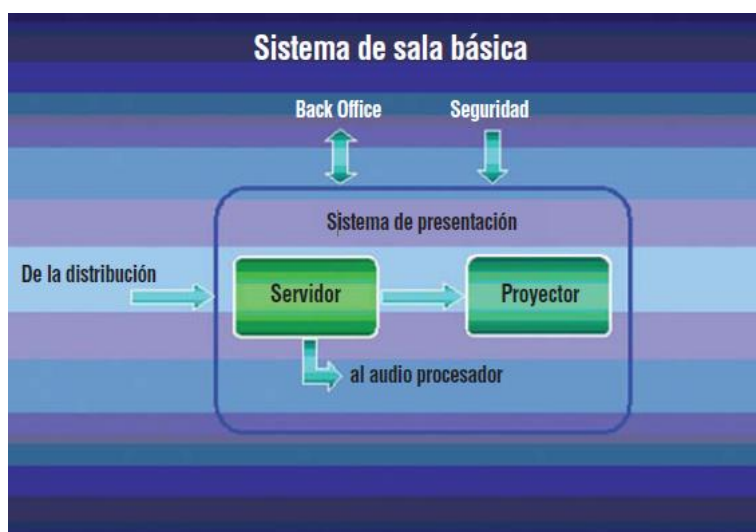 Sistema de sala básica
Back Office Seguridad
Sistema de presentación
De la distribución
Servidor Proyector
al audio procesador